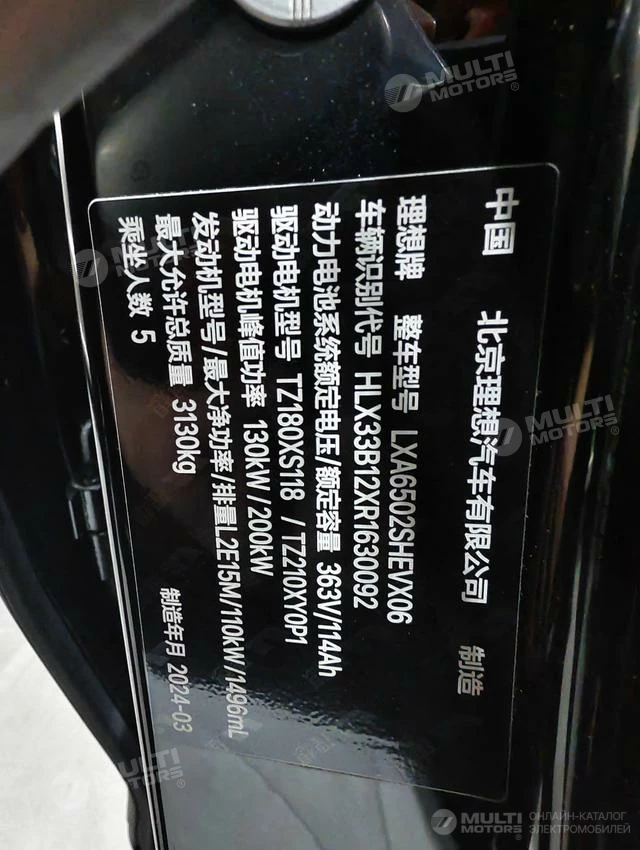 中国 北京理想汽车有限公司 制造
理想牌 整车型号 LXA6502SHEVX06
车辆识别代号 HLX33B12XR1630092
动力电池系统额定电压/额定容量 363V/114Ah
驱动电机型号 TZ180XS118 /TZ210XY0P1
驱动电机峰值功率 130kW/200kW
发动机型号/最大净功率/排量L2E15M/110kW/1496mL
最大允许总质量 3130kg 制造年月 2024-03
乘坐人数 5
MULTI
MOTORS®
MULTI
MOTORS®
MULTI
MOTORS®
MULTI
MOTORS®
MULTI
MOTORS®
ОНЛАЙН-КАТАЛОГ
ЭЛЕКТРОМОБИЛЕЙ